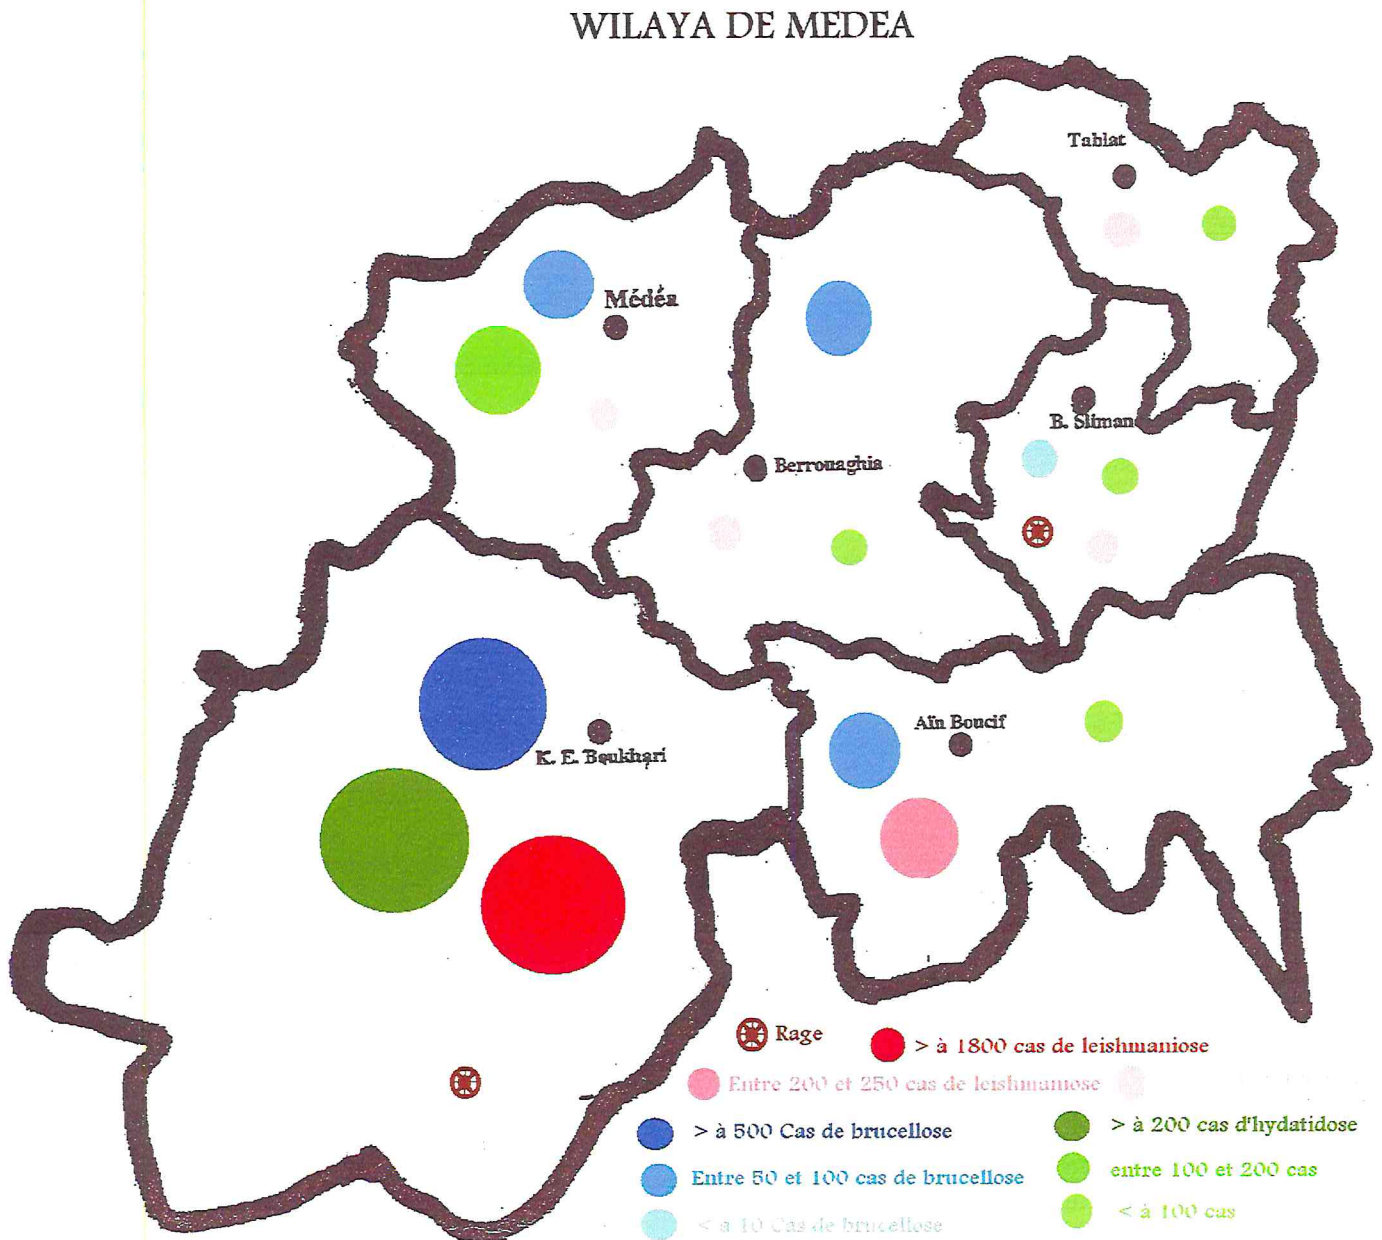 WILAYA DE MEDEA
Tablat
Médéa
B. Sliman
Berrouaghia
Aïn Boucif
K. E. Boukhari
Rage
> à 1800 cas de leishmaniose
Entre 200 et 250 cas de leishmaniose
> à 500 Cas de brucellose
> à 200 cas d'hydatidose
Entre 50 et 100 cas de brucellose
entre 100 et 200 cas
< à 10 Cas de brucellose
< à 100 cas